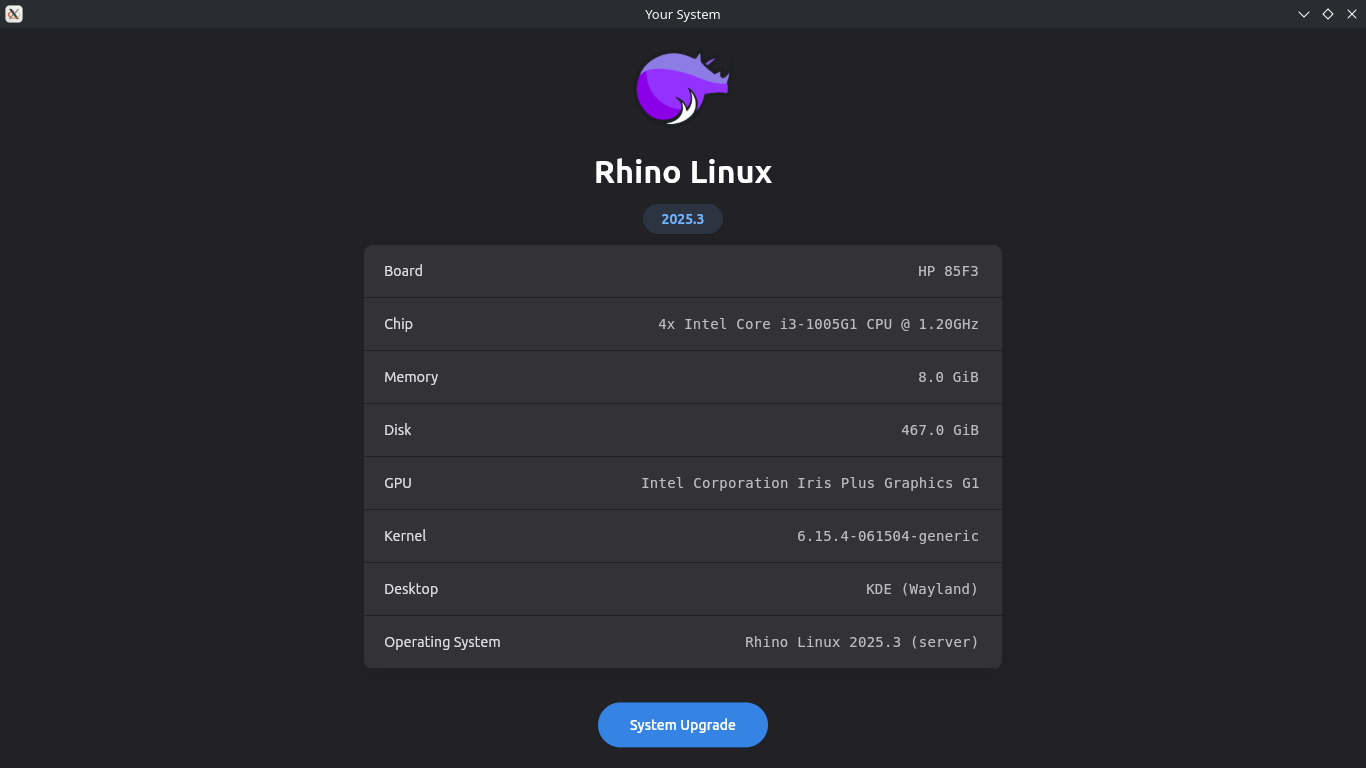 Your System
Rhino Linux
2025.3
Board HP 85F3
Chip 4x Intel Core i3-1005G1 CPU @ 1.20GHz
Memory 8.0 GiB
Disk 467.0 GiB
GPU Intel Corporation Iris Plus Graphics G1
Kernel 6.15.4-061504-generic
Desktop KDE (Wayland)
Operating System Rhino Linux 2025.3 (server)
System Upgrade